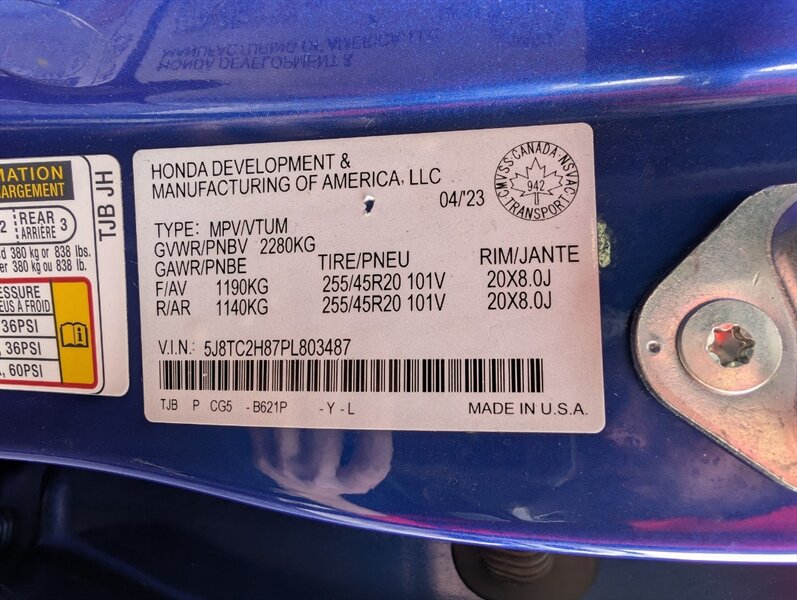 MATION
ARGEMENT
2 REAR 3
ARRIÈRE
380 kg or 838 lbs.
er 380 kg ou 838 lb.
36PSI
36PSI
60PSI
TJB JH
HONDA DEVELOPMENT &
MANUFACTURING OF AMERICA, LLC
04/23
CMVSS CANADA NSVAC
942
TRANSPORT
TYPE: MPV/VTUM
GVWR/PNBV 2280KG
GAWR/PNBE TIRE/PNEU RIM/JANTE
F/AV 1190KG 255/45R20 101V 20X8.0J
R/AR 1140KG 255/45R20 101V 20X8.0J
V.I.N.: 5J8TC2H87PL803487
TJB P CG5 -B621P -Y-L MADE IN U.S.A.